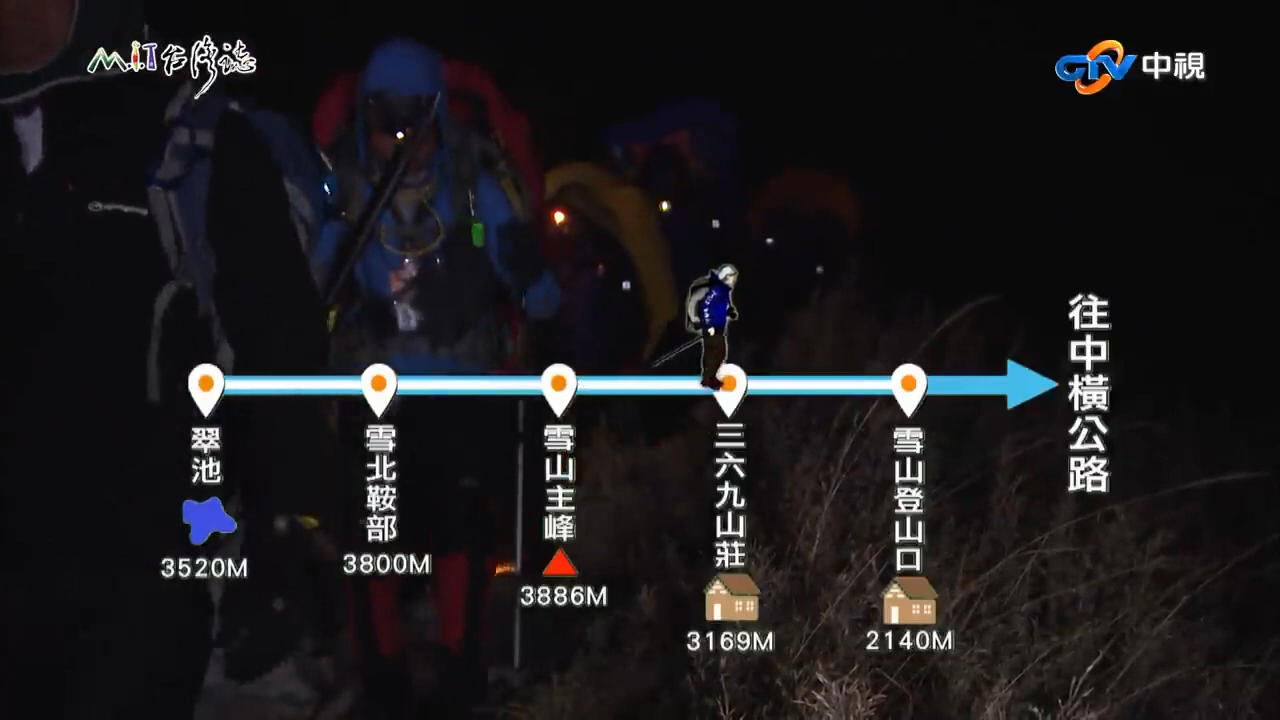 M.i.T台灣誌
CTV中視
往中橫公路
翠池
3520M
雪北鞍部
3800M
雪山主峰
3886M
三六九山莊
3169M
雪山登山口
2140M